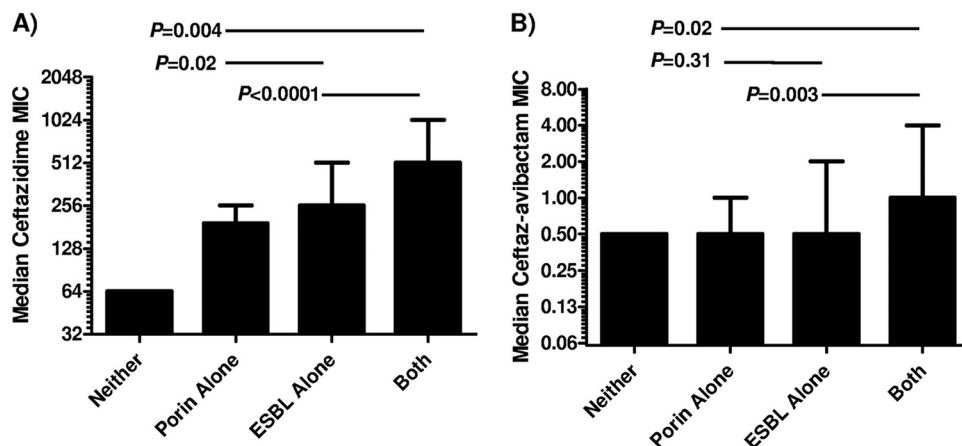 A)
P=0.004
P=0.02
P<0.0001
Median Ceftazidime MIC
2048
1024
512
256
128
64
32
Neither
Porin Alone
ESBL Alone
Both
B)
P=0.02
P=0.31
P=0.003
Median Ceftaz-avibactam MIC
8.00
4.00
2.00
1.00
0.50
0.25
0.13
0.06
Neither
Porin Alone
ESBL Alone
Both